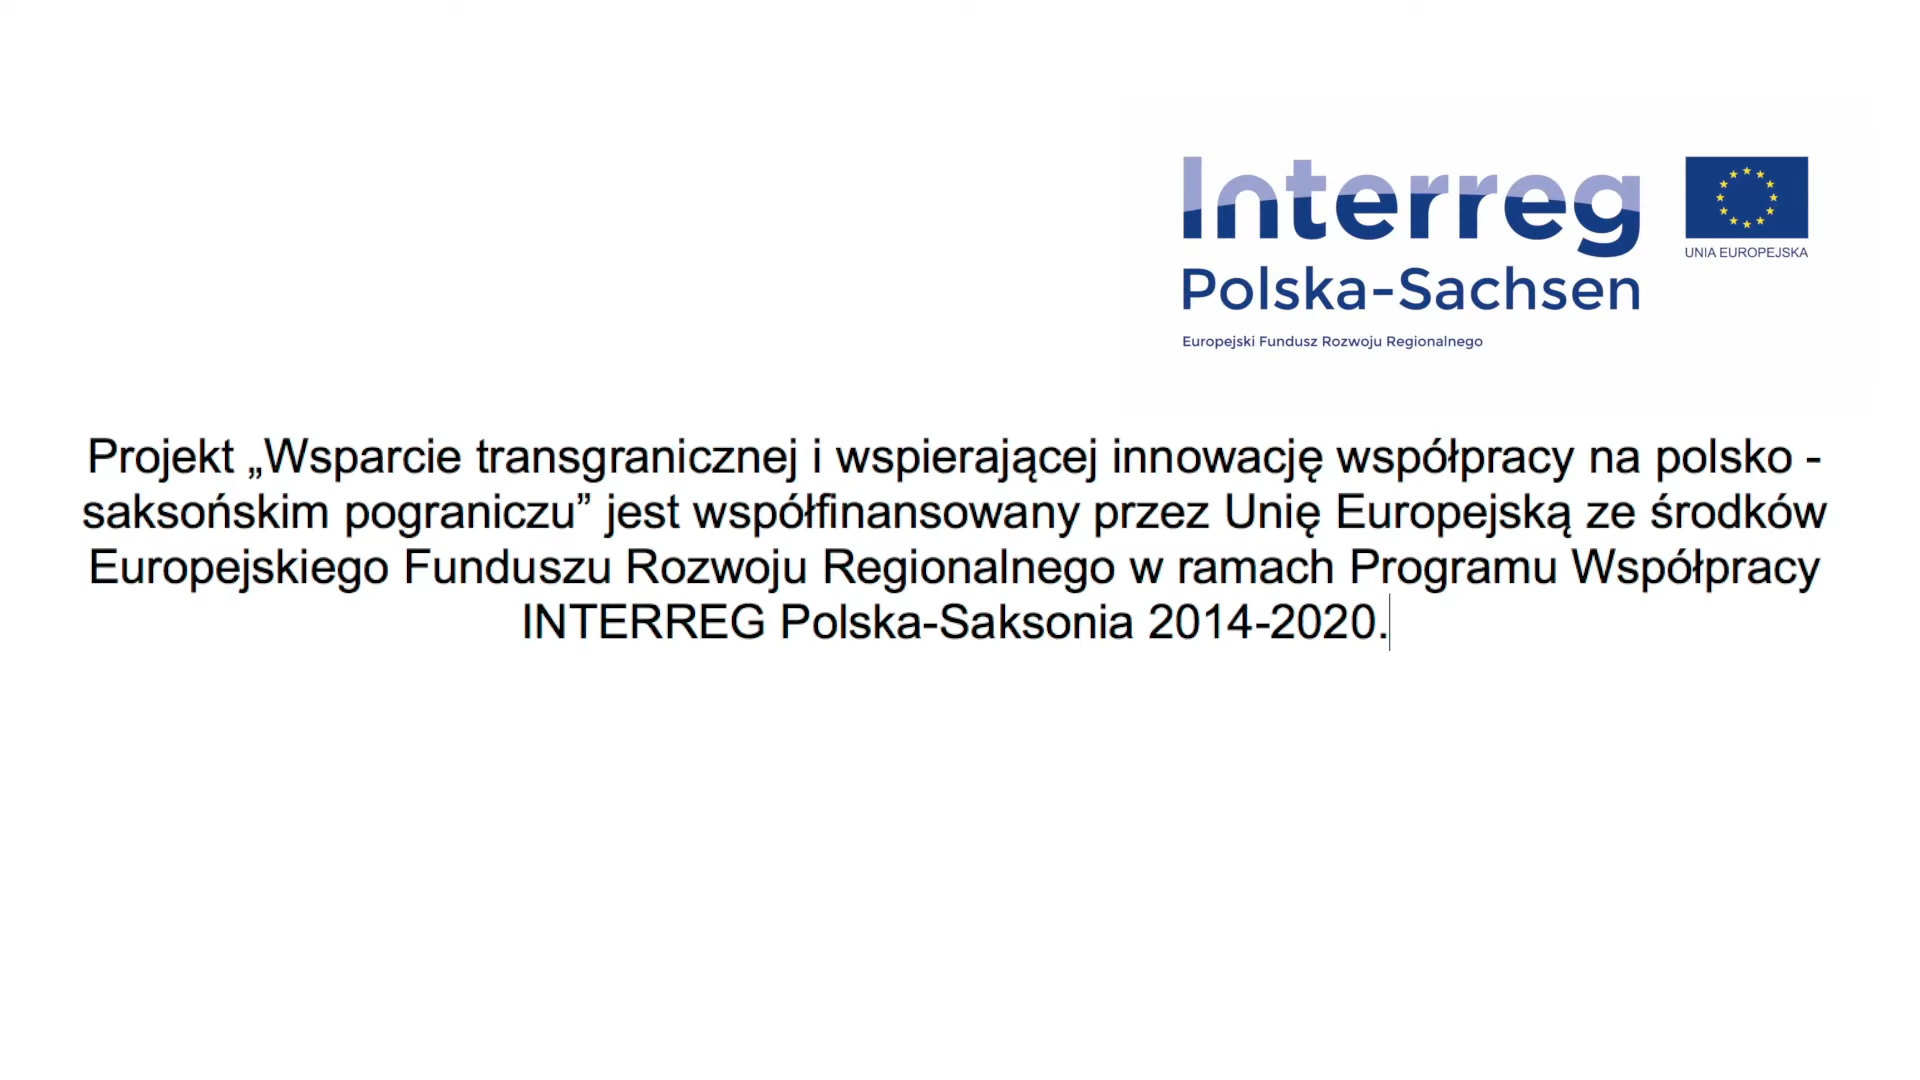 Interreg
UNIA EUROPEJSKA
Polska-Sachsen
Europejski Fundusz Rozwoju Regionalnego
Projekt „Wsparcie transgranicznej i wspierającej innowację współpracy na polsko -
saksońskim pograniczu” jest współfinansowany przez Unię Europejską ze środków
Europejskiego Funduszu Rozwoju Regionalnego w ramach Programu Współpracy
INTERREG Polska-Saksonia 2014-2020.